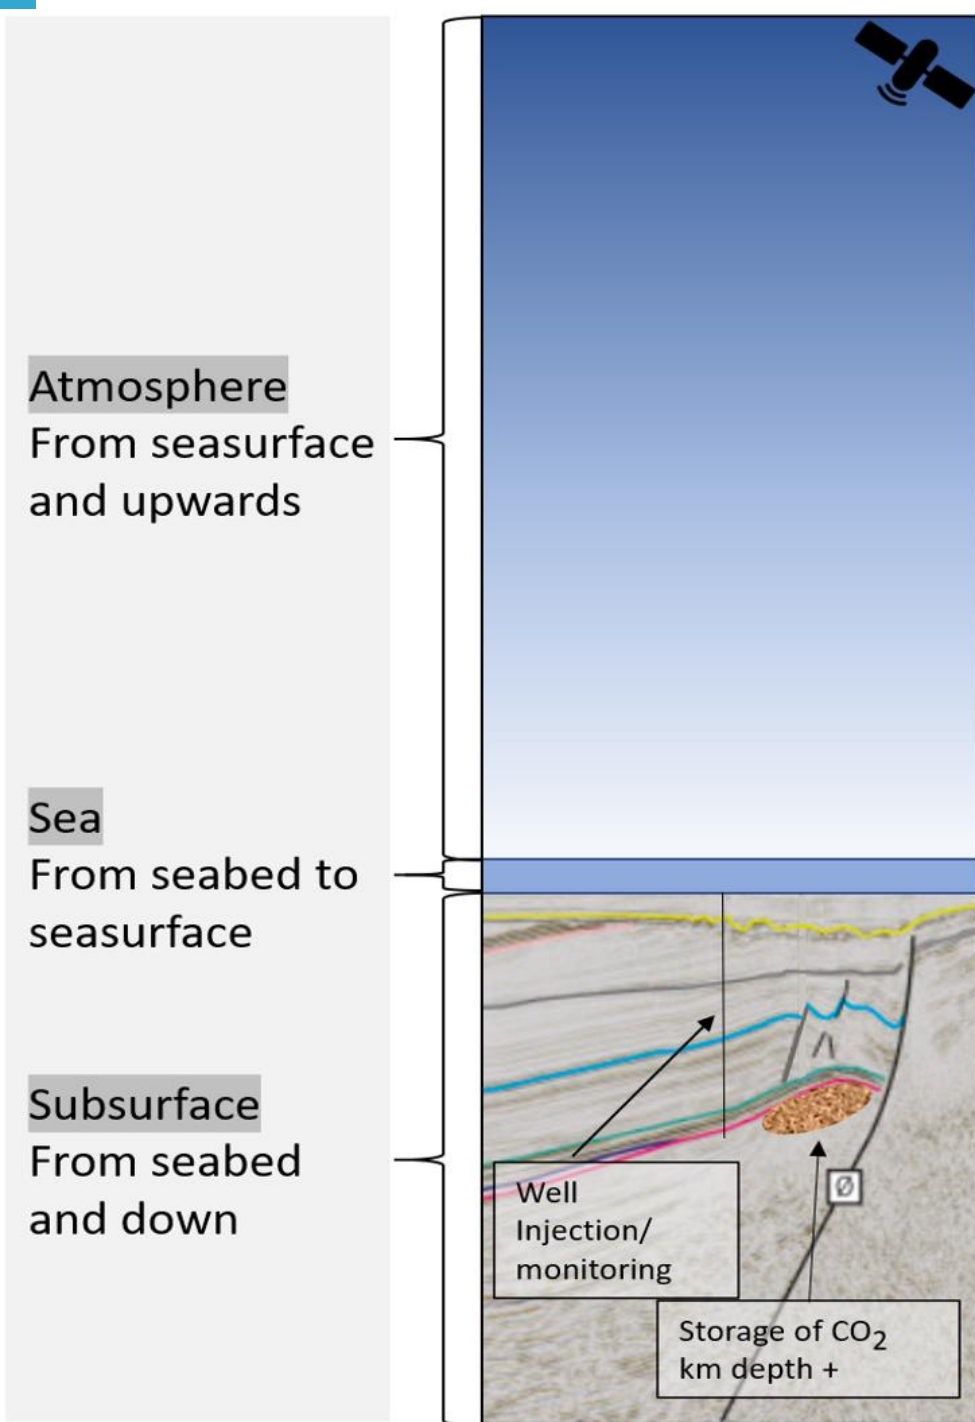 Atmosphere
From seasurface
and upwards
Sea
From seabed to
seasurface
Subsurface
From seabed
and down
Well
Injection/
monitoring
Ø
Storage of CO₂
km depth +